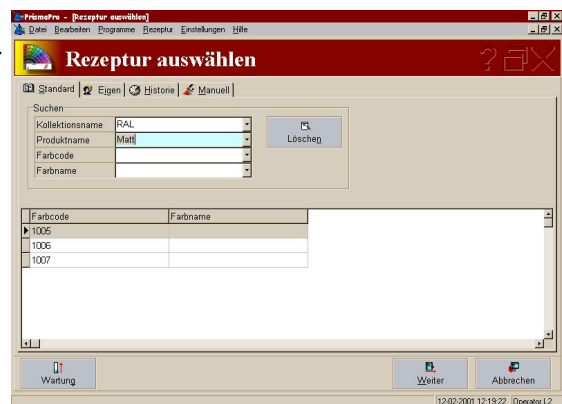 PrismaPro - [Rezeptur auswählen]
Datei Bearbeiten Programme Rezeptur Einstellungen Hilfe
Rezeptur auswählen
Standard Eigen Historie Manuell
Suchen
Kollektionsname RAL
Produktname Matt
Löschen
Farbcode
Farbname
Farbcode Farbname
1005
1006
1007
Wartung Weiter Abbrechen
12-02-2001 12:19:22 Operator L2